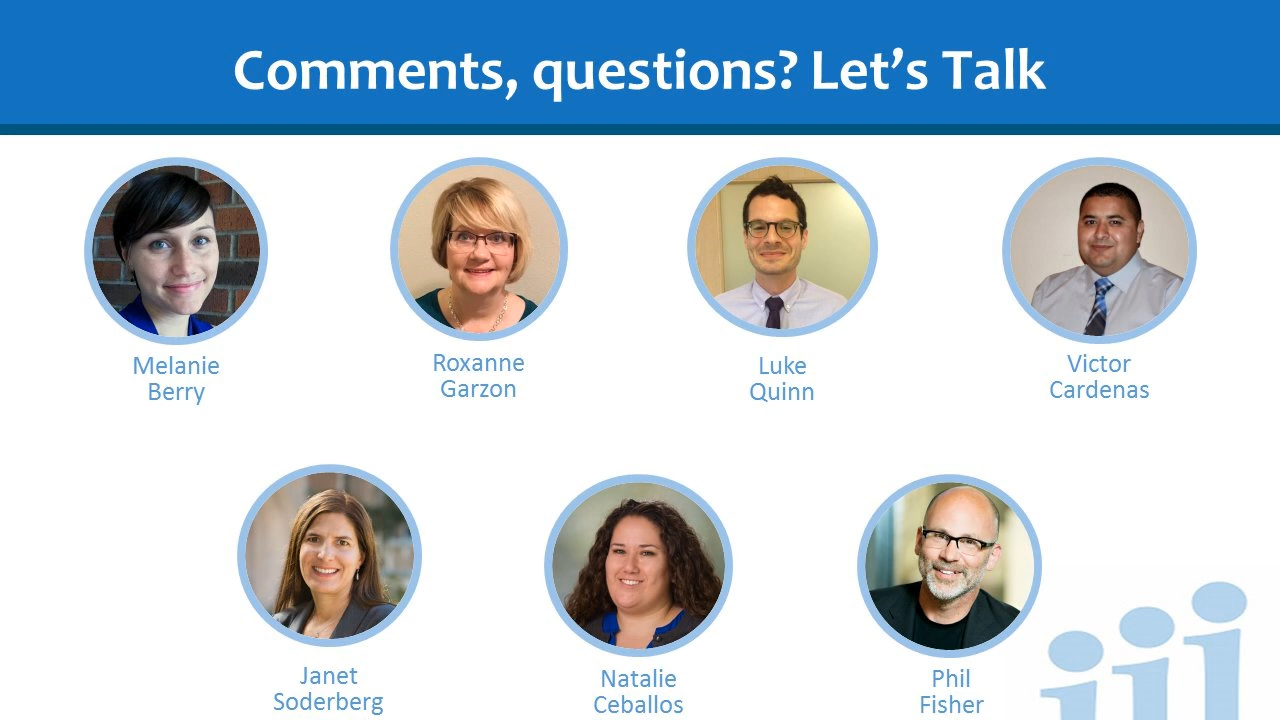 Comments, questions? Let’s Talk
Melanie
Berry
Roxanne
Garzon
Luke
Quinn
Victor
Cardenas
Janet
Soderberg
Natalie
Ceballos
Phil
Fisher